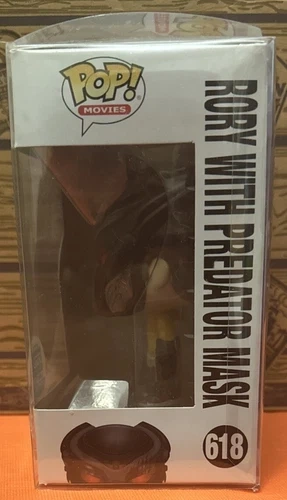 POP!
MOVIES
RORY WITH PREDATOR MASK
618